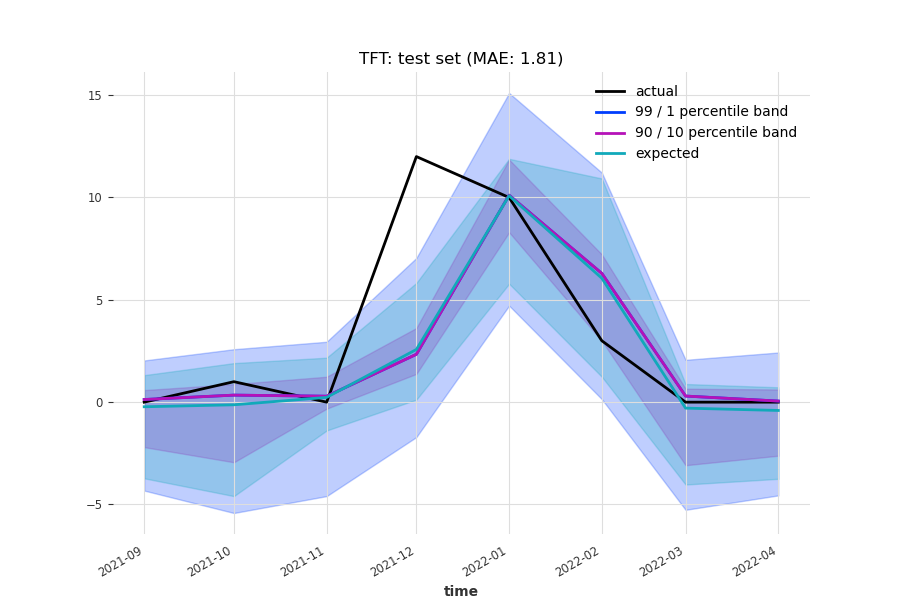 TFT: test set (MAE: 1.81)
actual
99 / 1 percentile band
90 / 10 percentile band
expected
15
10
5
0
−5
2021-09
2021-10
2021-11
2021-12
2022-01
2022-02
2022-03
2022-04
time